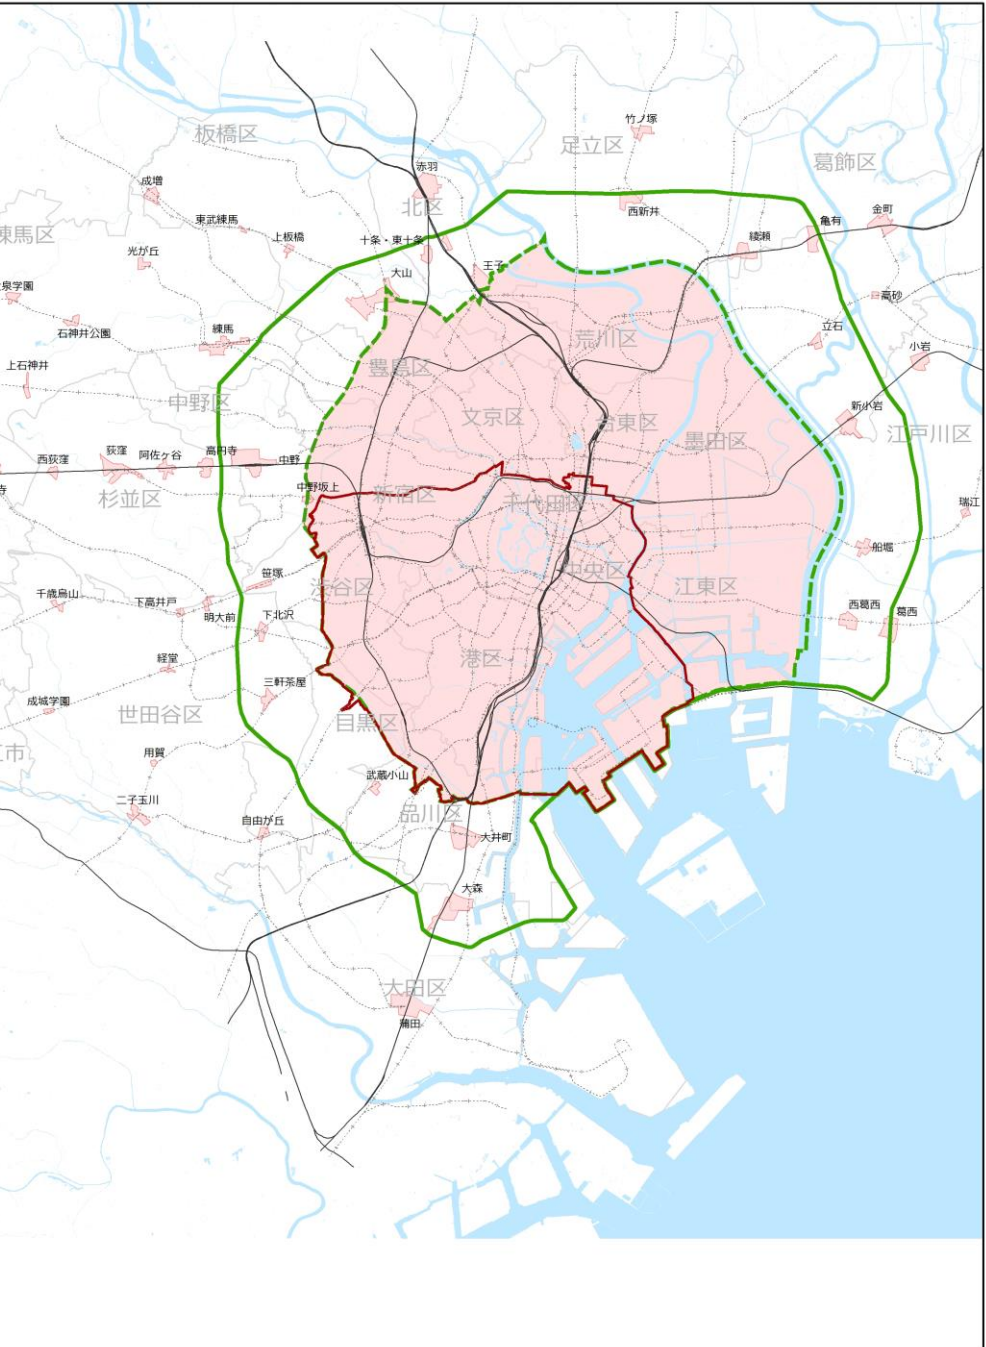 竹ノ塚
板橋区
足立区
葛飾区
赤羽
成増
北区
西新井
金町
東武練馬
亀有
練馬区
上板橋
十条・東十条
綾瀬
光が丘
大山
王子
泉学園
高砂
石神井公園
練馬
立石
荒川区
小岩
上石神井
豊島区
中野区
文京区
台東区
新小岩
墨田区
江戸川区
西荻窪
荻窪
阿佐ヶ谷
高円寺
中野
寺
中野坂上
杉並区
新宿区
千代田区
瑞江
船堀
笹塚
中央区
渋谷区
江東区
千歳烏山
下高井戸
明大前
下北沢
西葛西
葛西
経堂
港区
三軒茶屋
成城学園
世田谷区
目黒区
用賀
市
武蔵小山
二子玉川
自由が丘
品川区
大井町
大森
大田区
蒲田